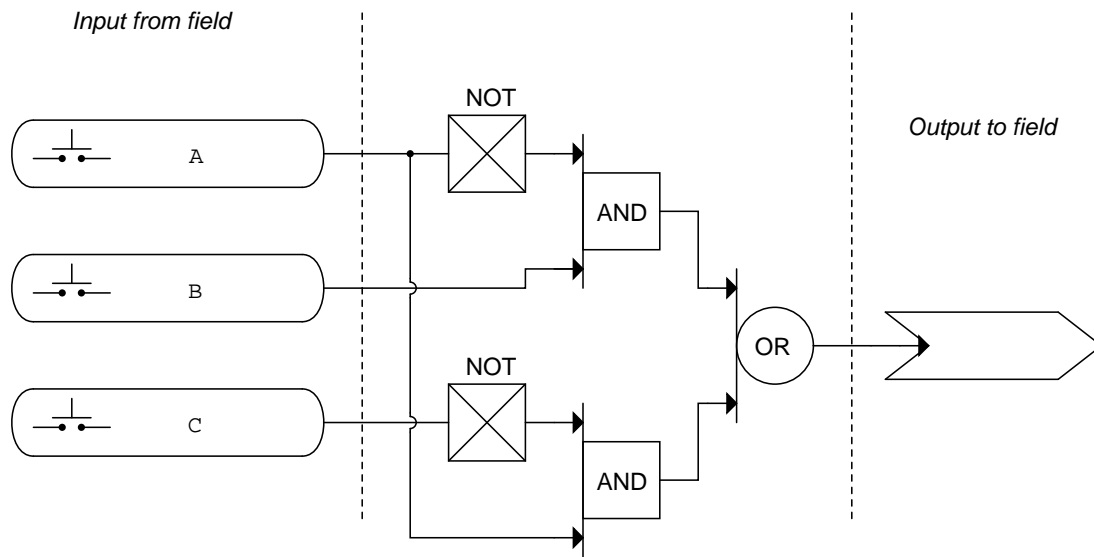 Input from field
NOT
Output to field
A
AND
B
OR
NOT
C
AND